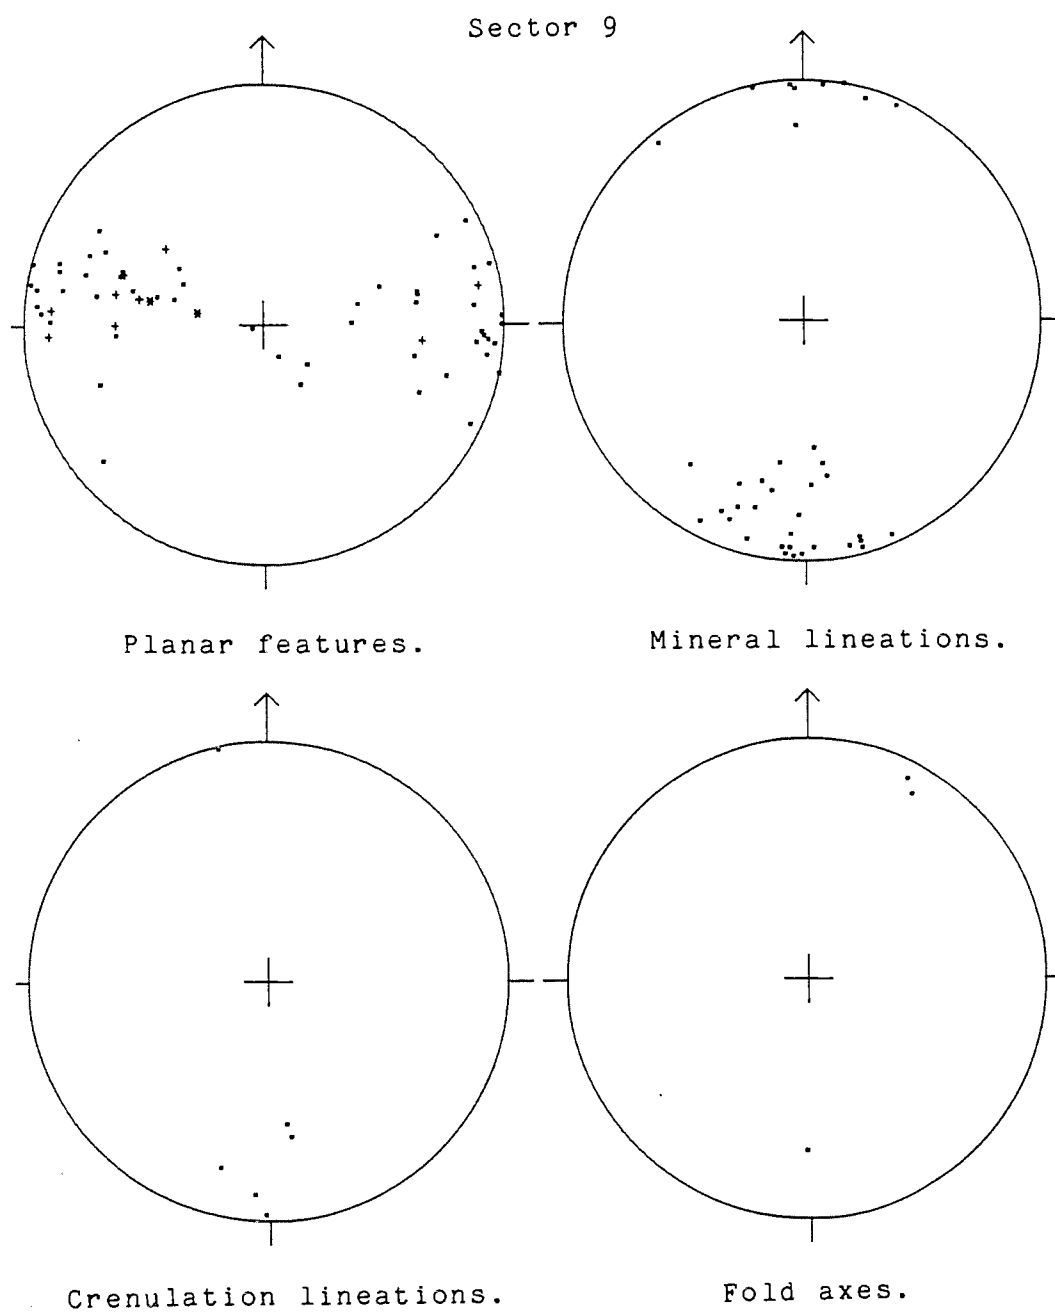 Sector 9
Planar features.
Mineral lineations.
Crenulation lineations.
Fold axes.